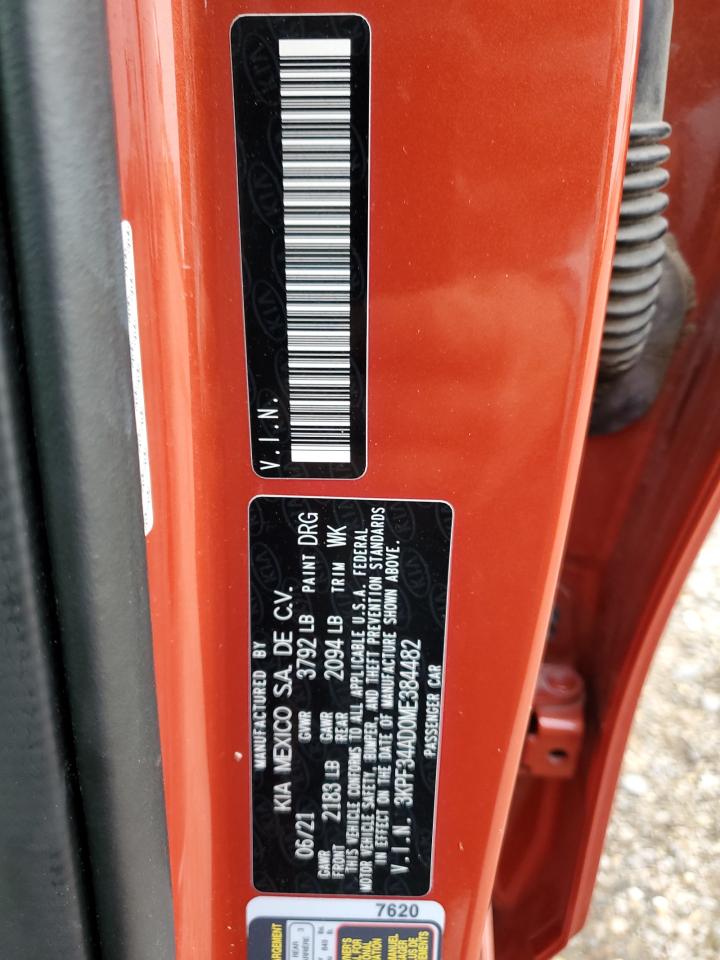 V.I.N.
MANUFACTURED BY
KIA MEXICO S.A. DE C.V.
06/21 GVWR 3792 LB PAINT DRG
GAWR FRONT 2183 LB GAWR REAR 2094 LB TRIM WK
THIS VEHICLE CONFORMS TO ALL APPLICABLE U.S.A. FEDERAL
MOTOR VEHICLE SAFETY, BUMPER, AND THEFT PREVENTION STANDARDS
IN EFFECT ON THE DATE OF MANUFACTURE SHOWN ABOVE.
V.I.N. 3KPF34AD0ME384482
PASSENGER CAR
7620
REAR 3